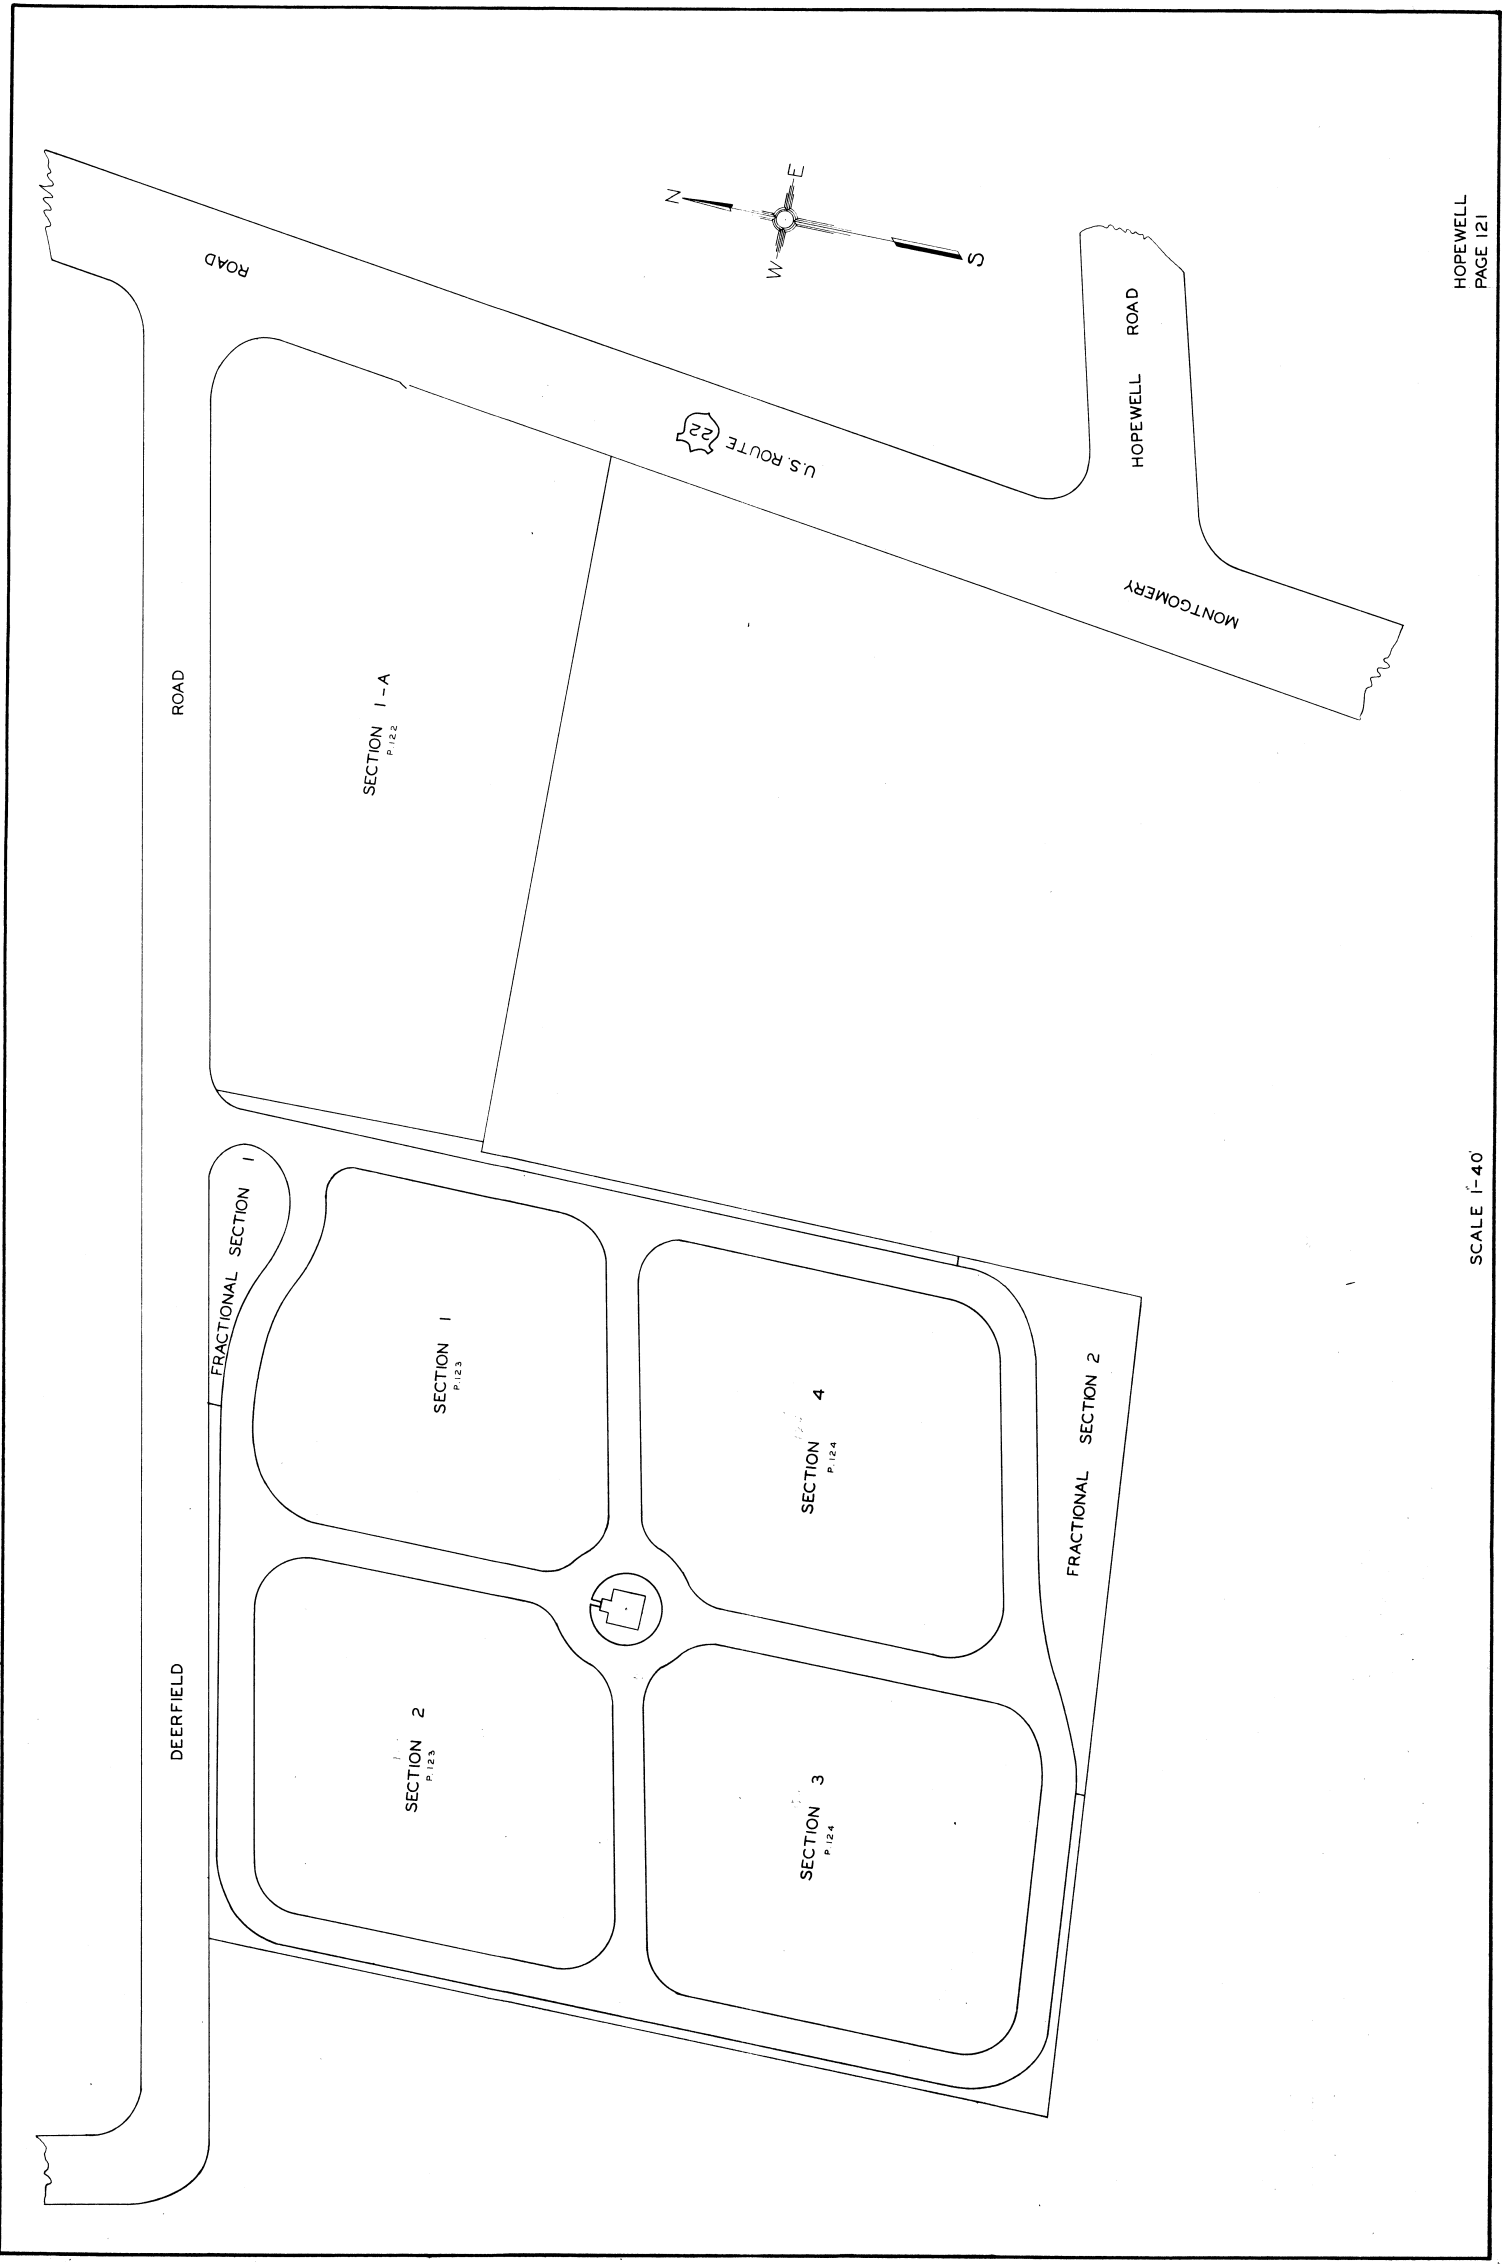 DEERFIELD ROAD
ROAD
U.S. ROUTE 22
MONTGOMERY
HOPEWELL ROAD
N
E
W
S
SECTION 1-A
P.122
FRACTIONAL SECTION 1
SECTION 1
P.123
SECTION 2
P.123
SECTION 4
P.124
SECTION 3
P.124
FRACTIONAL SECTION 2
SCALE 1"-40'
HOPEWELL
PAGE 121